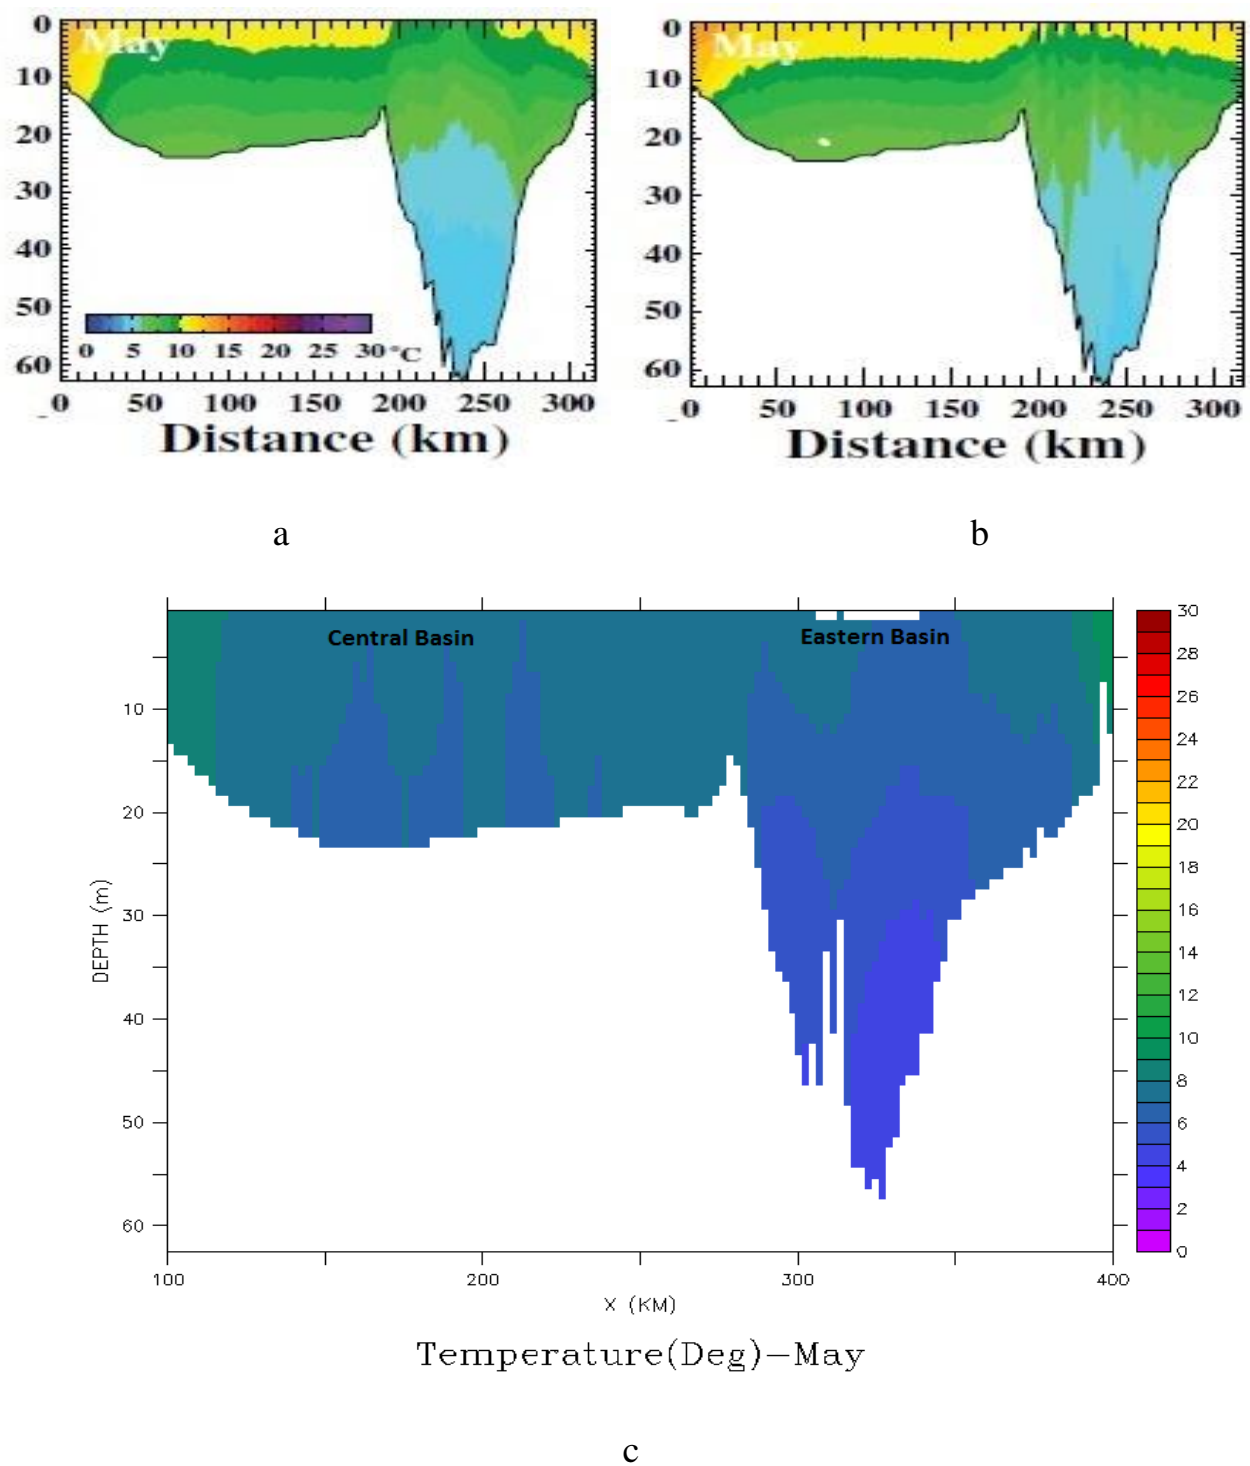 May
0
10
20
30
40
50
60
0 5 10 15 20 25 30 °C
0 50 100 150 200 250 300
Distance (km)
a
May
0
10
20
30
40
50
60
0 50 100 150 200 250 300
Distance (km)
b
Central Basin Eastern Basin
10
20
30
40
50
60
DEPTH (m)
100 200 300 400
X (KM)
30
28
26
24
22
20
18
16
14
12
10
8
6
4
2
0
Temperature(Deg)-May
c